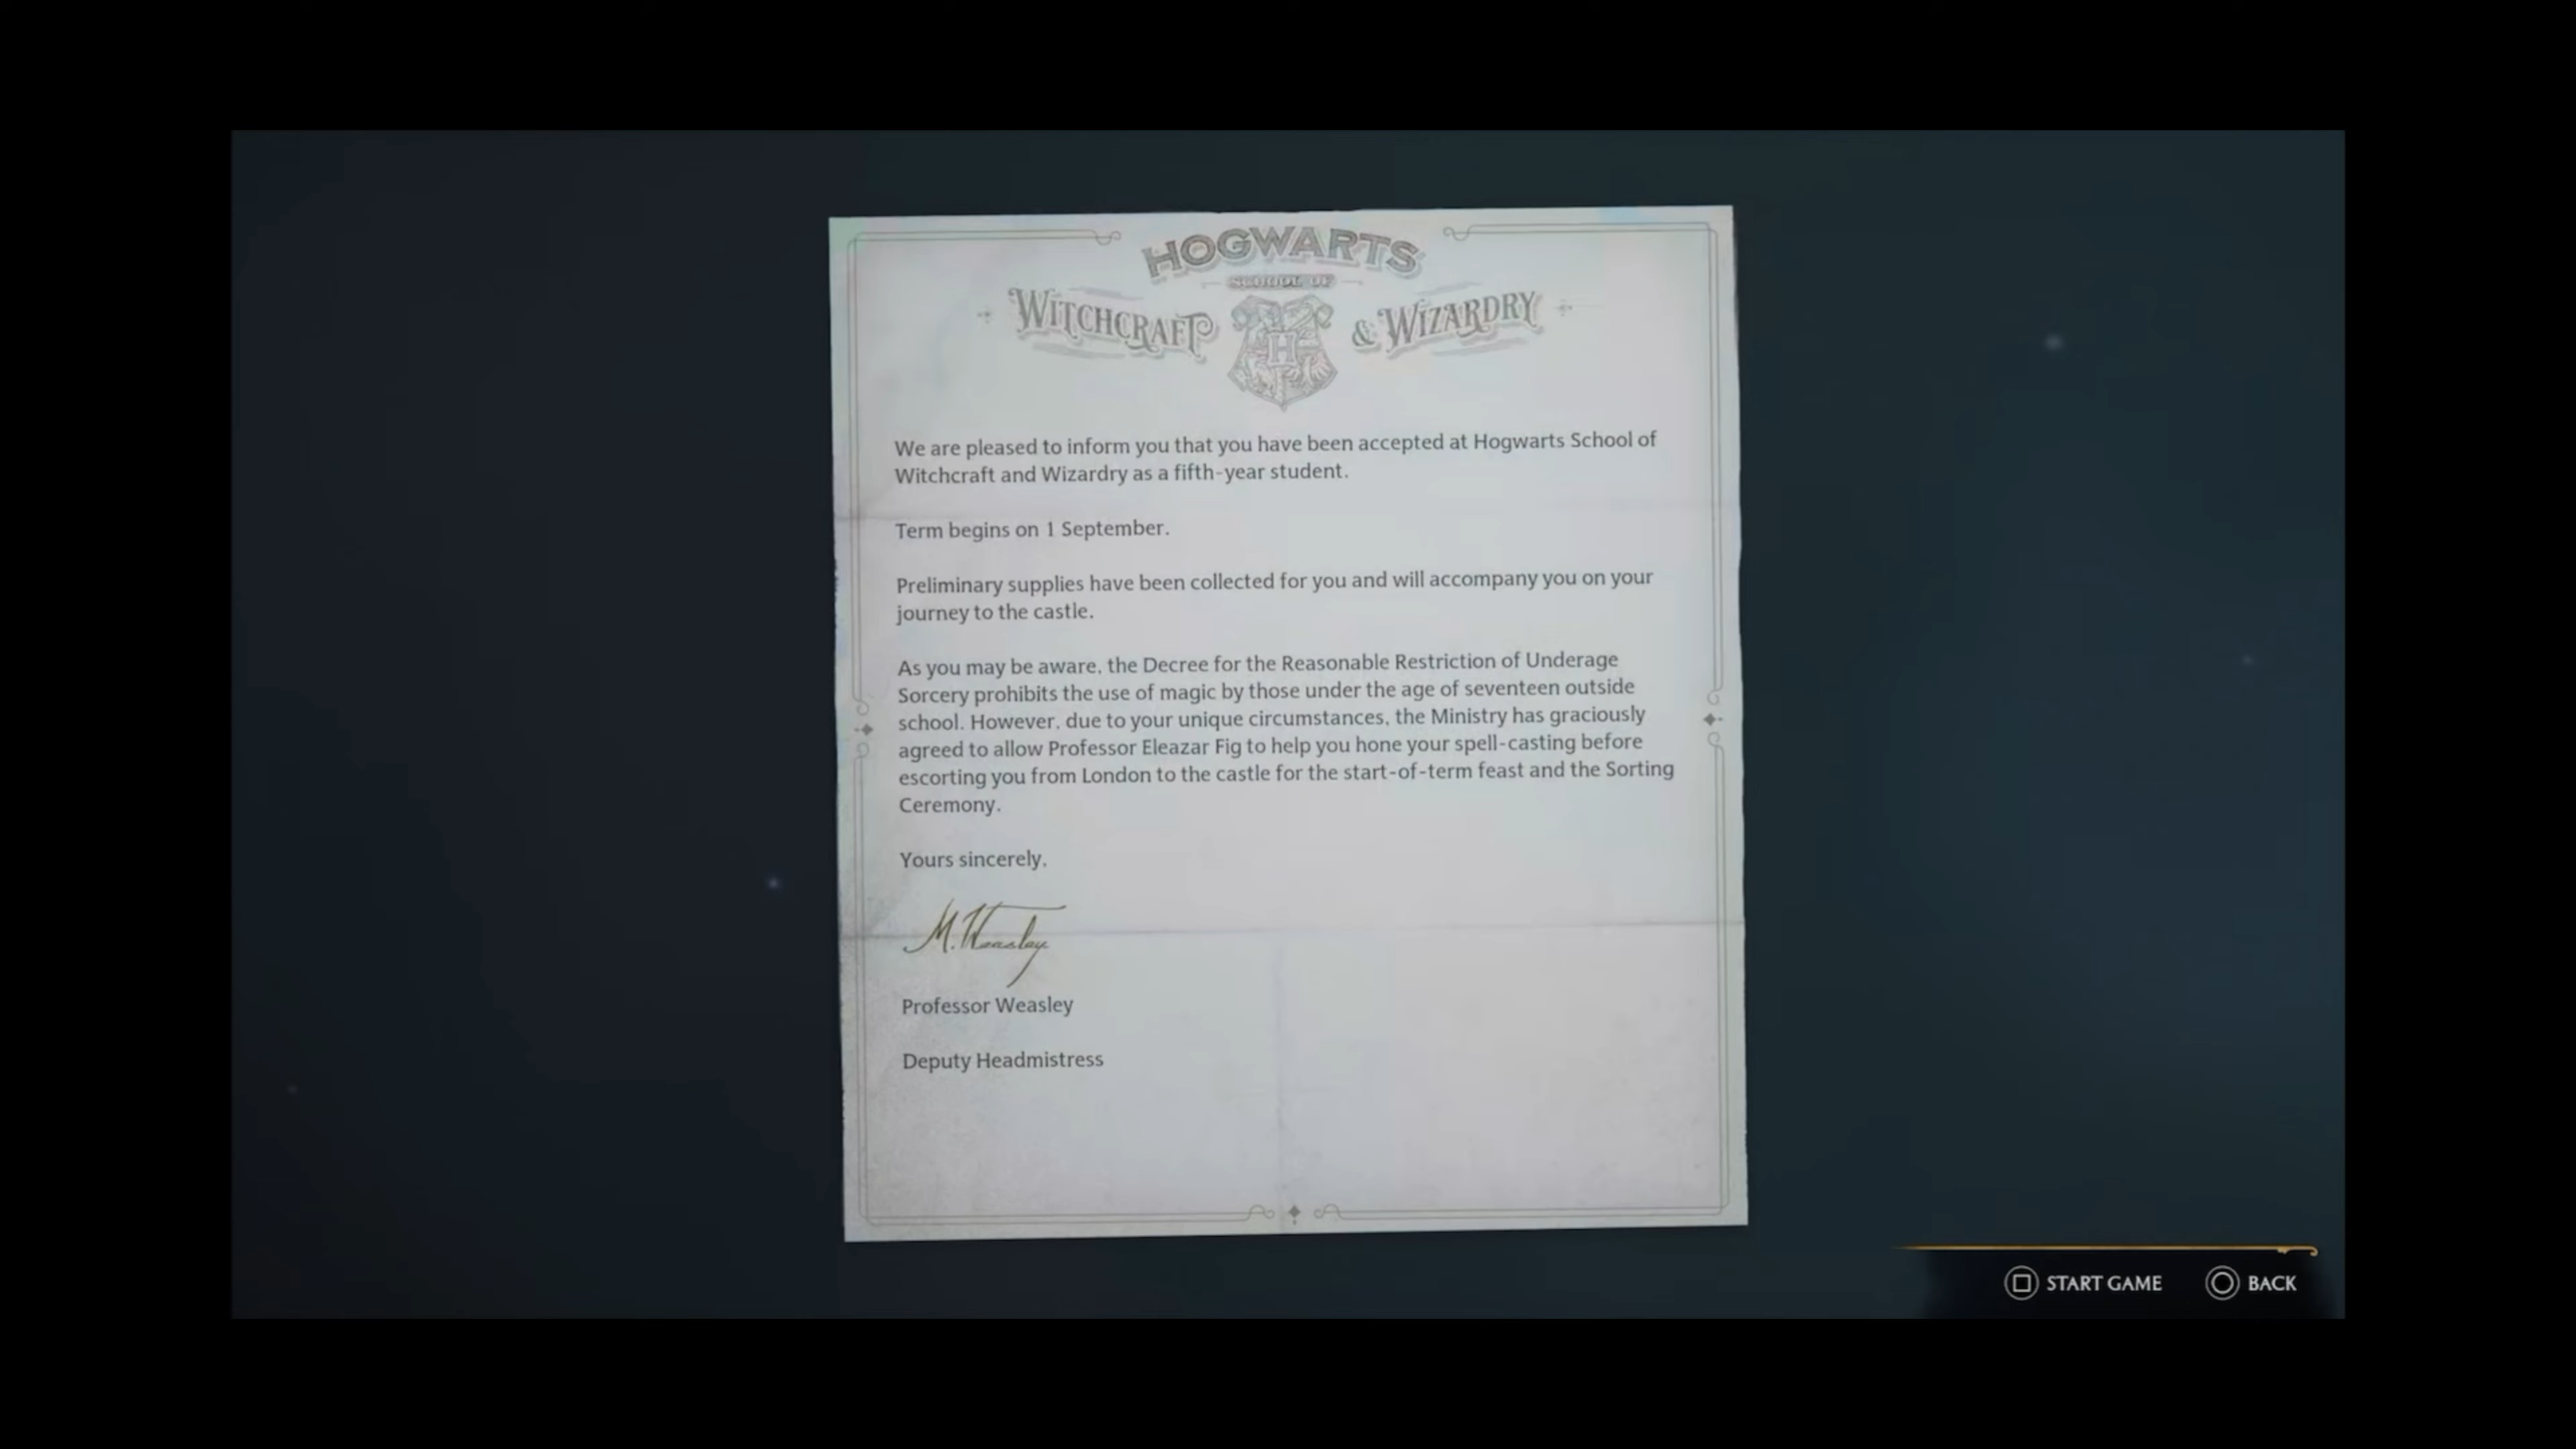 HOGWARTS
SCHOOL OF
WITCHCRAFT & WIZARDRY
H
We are pleased to inform you that you have been accepted at Hogwarts School of
Witchcraft and Wizardry as a fifth-year student.
Term begins on 1 September.
Preliminary supplies have been collected for you and will accompany you on your
journey to the castle.
As you may be aware, the Decree for the Reasonable Restriction of Underage
Sorcery prohibits the use of magic by those under the age of seventeen outside
school. However, due to your unique circumstances, the Ministry has graciously
agreed to allow Professor Eleazar Fig to help you hone your spell-casting before
escorting you from London to the castle for the start-of-term feast and the Sorting
Ceremony.
Yours sincerely,
M. Weasley
Professor Weasley
Deputy Headmistress
START GAME BACK